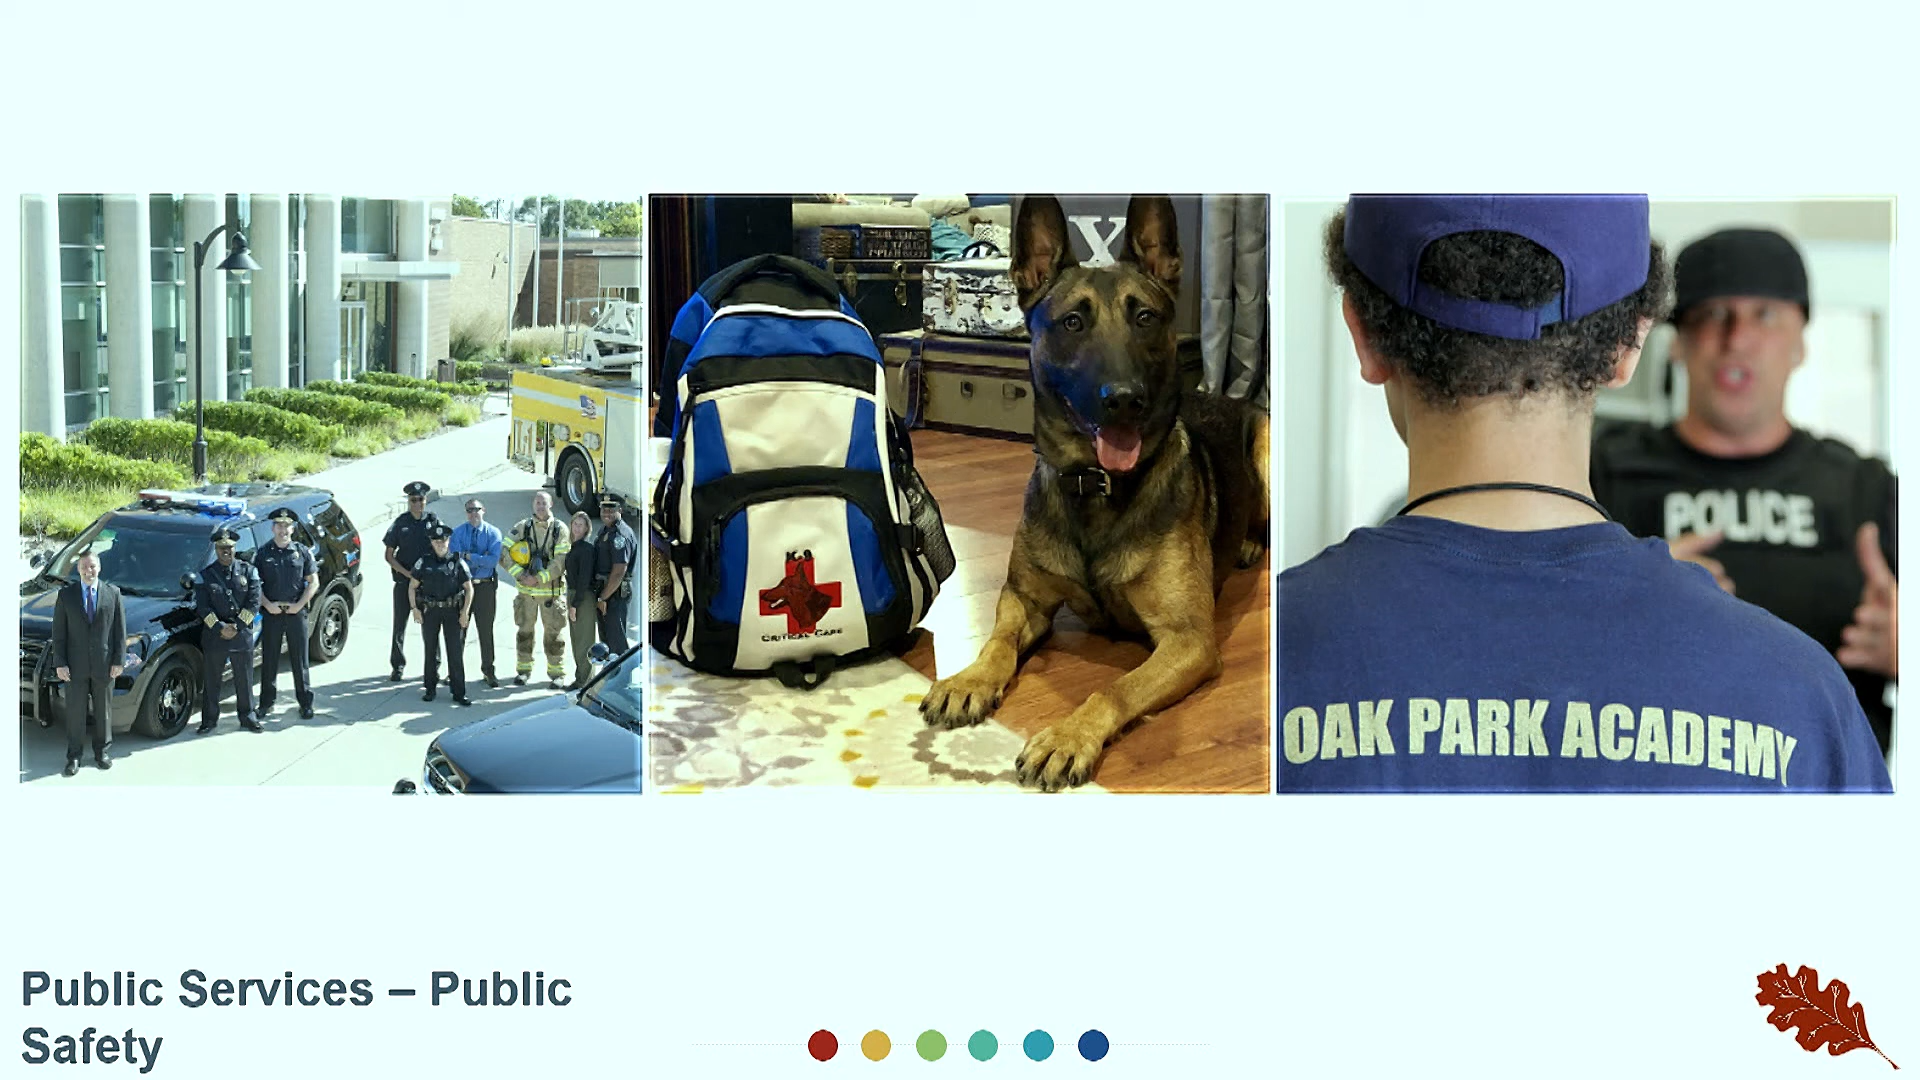 X
K-9
CRITICAL CARE
POLICE
OAK PARK ACADEMY
Public Services – Public
Safety